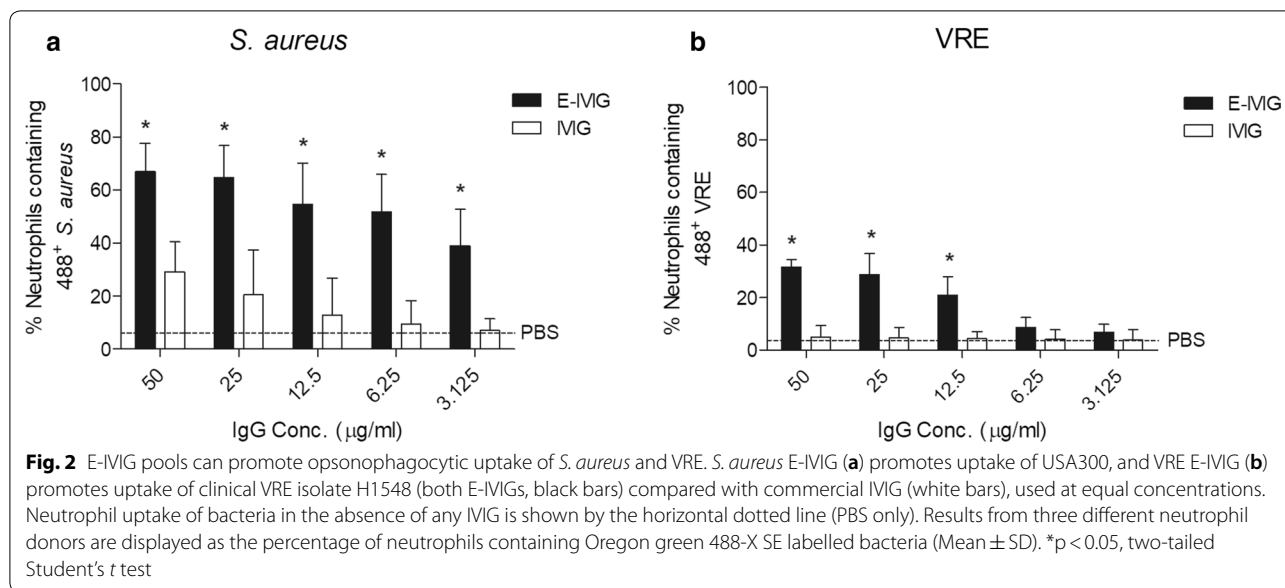 a
S. aureus
% Neutrophils containing
488⁺ S. aureus
100
80
60
40
20
0
*
*
*
*
*
E-IVIG
IVIG
PBS
50
25
12.5
6.25
3.125
IgG Conc. (μg/ml)
b
VRE
% Neutrophils containing
488⁺ VRE
100
80
60
40
20
0
*
*
*
E-IVIG
IVIG
PBS
50
25
12.5
6.25
3.125
IgG Conc. (μg/ml)
Fig. 2 E-IVIG pools can promote opsonophagocytic uptake of S. aureus and VRE. S. aureus E-IVIG (a) promotes uptake of USA300, and VRE E-IVIG (b)
promotes uptake of clinical VRE isolate H1548 (both E-IVIGs, black bars) compared with commercial IVIG (white bars), used at equal concentrations.
Neutrophil uptake of bacteria in the absence of any IVIG is shown by the horizontal dotted line (PBS only). Results from three different neutrophil
donors are displayed as the percentage of neutrophils containing Oregon green 488-X SE labelled bacteria (Mean ± SD). *p < 0.05, two-tailed
Student's t test